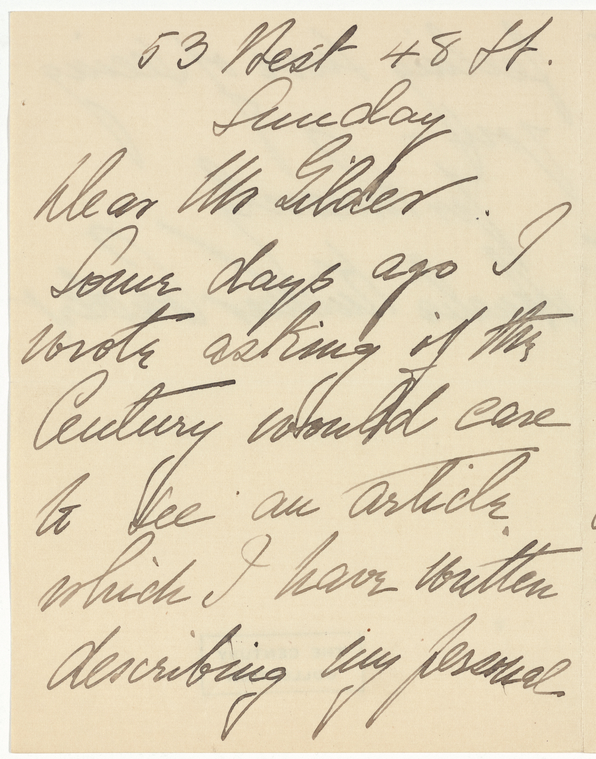 53 West 48 St.
Sunday
Dear Mr Gilder.
Some days ago I
wrote asking if the
Century would care
to see an article
which I have written
describing my personal